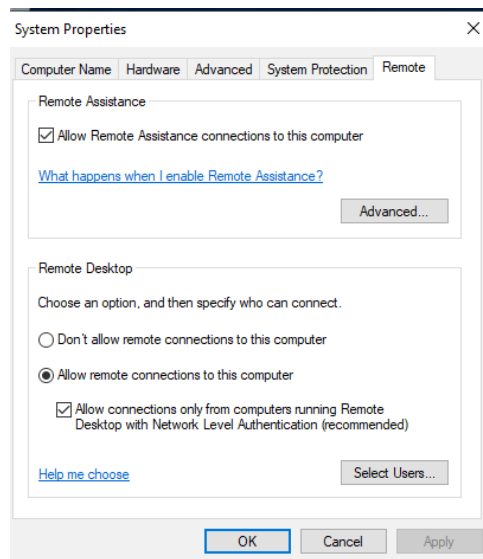 System Properties
Computer Name Hardware Advanced System Protection Remote
Remote Assistance
Allow Remote Assistance connections to this computer
What happens when I enable Remote Assistance?
Advanced...
Remote Desktop
Choose an option, and then specify who can connect.
Don't allow remote connections to this computer
Allow remote connections to this computer
Allow connections only from computers running Remote
Desktop with Network Level Authentication (recommended)
Help me choose Select Users...
OK Cancel Apply